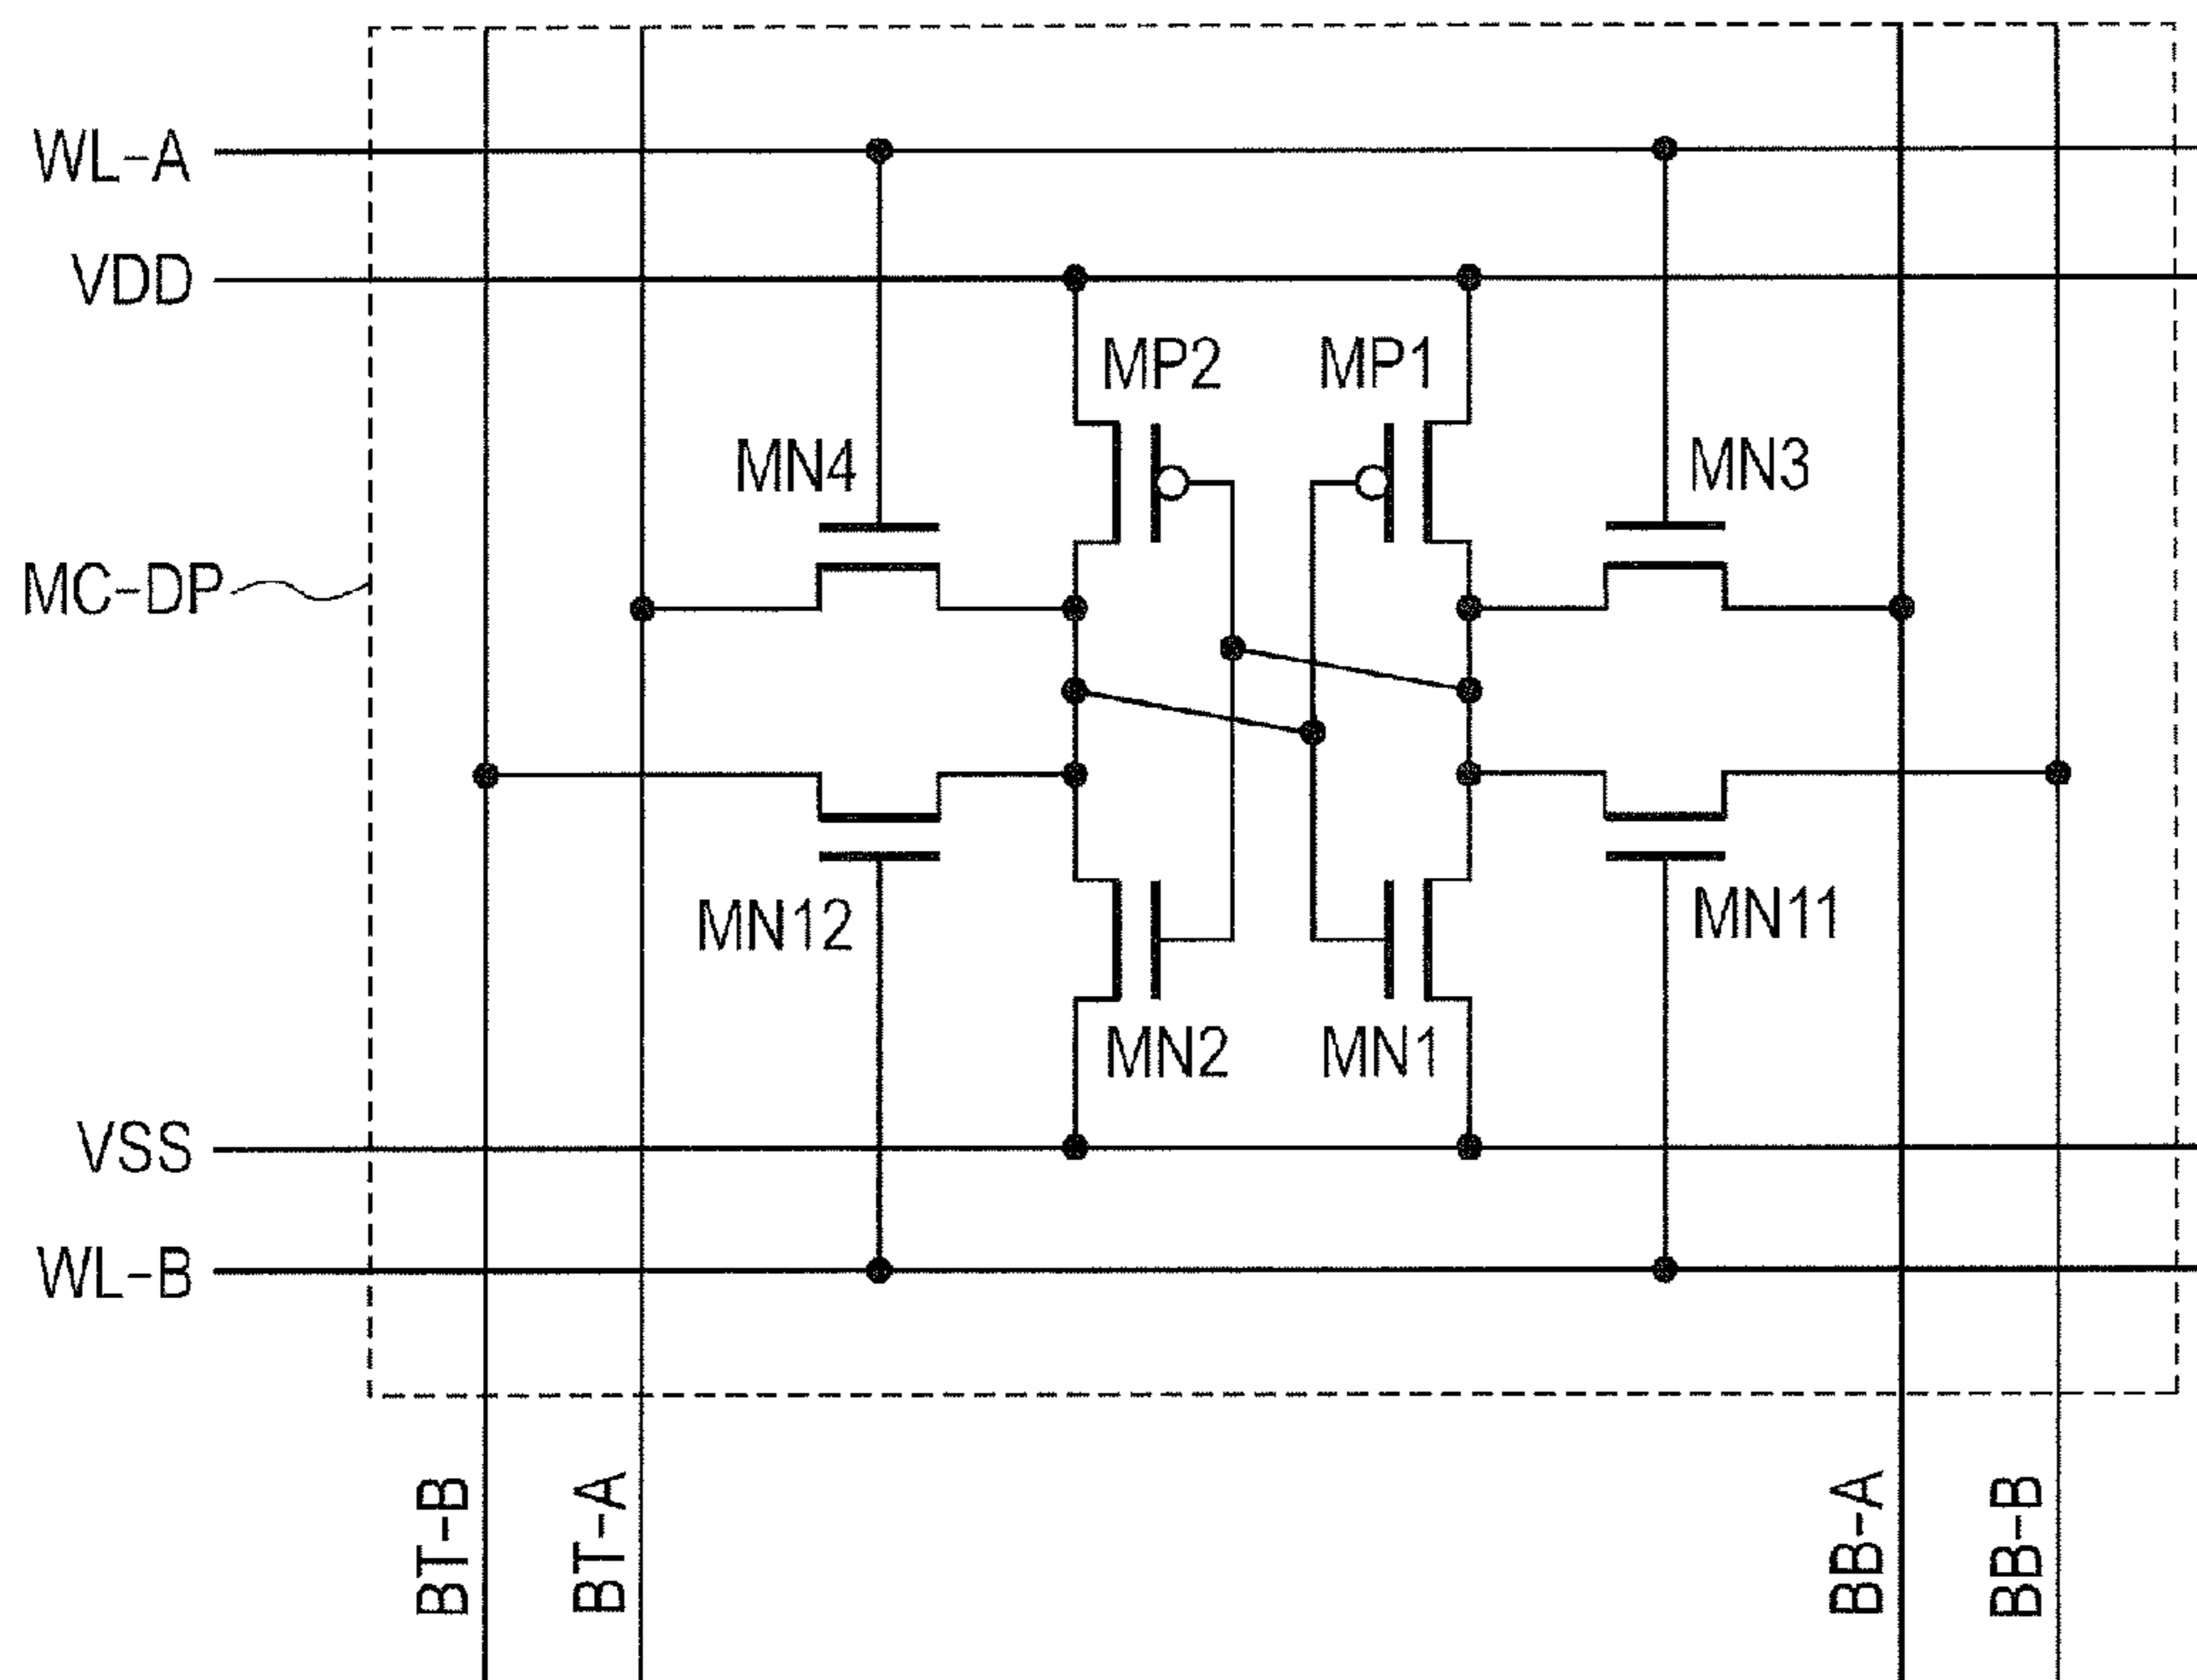 WL-A
VDD
MP2
MP1
MN4
MN3
MC-DP
MN12
MN11
MN2
MN1
VSS
WL-B
BT-B
BT-A
BB-A
BB-B